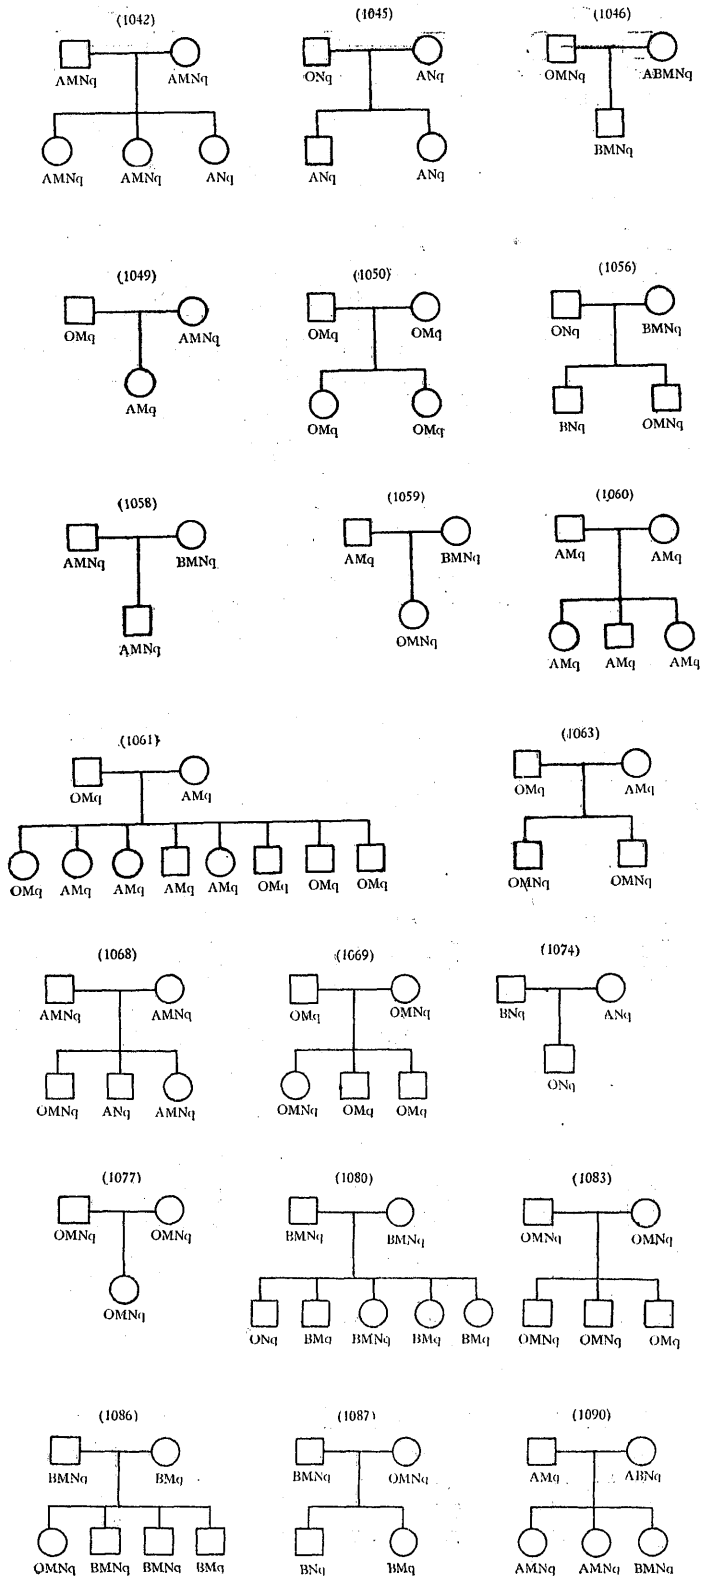 (1042) (1045) (1046)
AMNq AMNq ONq ANq OMNq ABMNq
AMNq AMNq ANq ANq ANq BMNq
(1049) (1050) (1056)
OMq AMNq OMq OMq ONq BMNq
AMq OMq OMq BNq OMNq
(1058) (1059) (1060)
AMNq BMNq AMq BMNq AMq AMq
AMNq OMNq AMq AMq AMq
(1061) (1063)
OMq AMq OMq AMq
OMq AMq AMq AMq AMq OMq OMq OMq OMNq OMNq
(1068) (1069) (1074)
AMNq AMNq OMq OMNq BNq ANq
OMNq ANq AMNq OMNq OMq OMq ONq
(1077) (1080) (1083)
OMNq OMNq BMNq BMNq OMNq OMNq
OMNq ONq BMq BMNq BMq BMq OMNq OMNq OMq
(1086) (1087) (1090)
BMNq BMq BMNq OMNq AMq ABNq
OMNq BMNq BMNq BMq BNq BMq AMNq AMNq BMNq